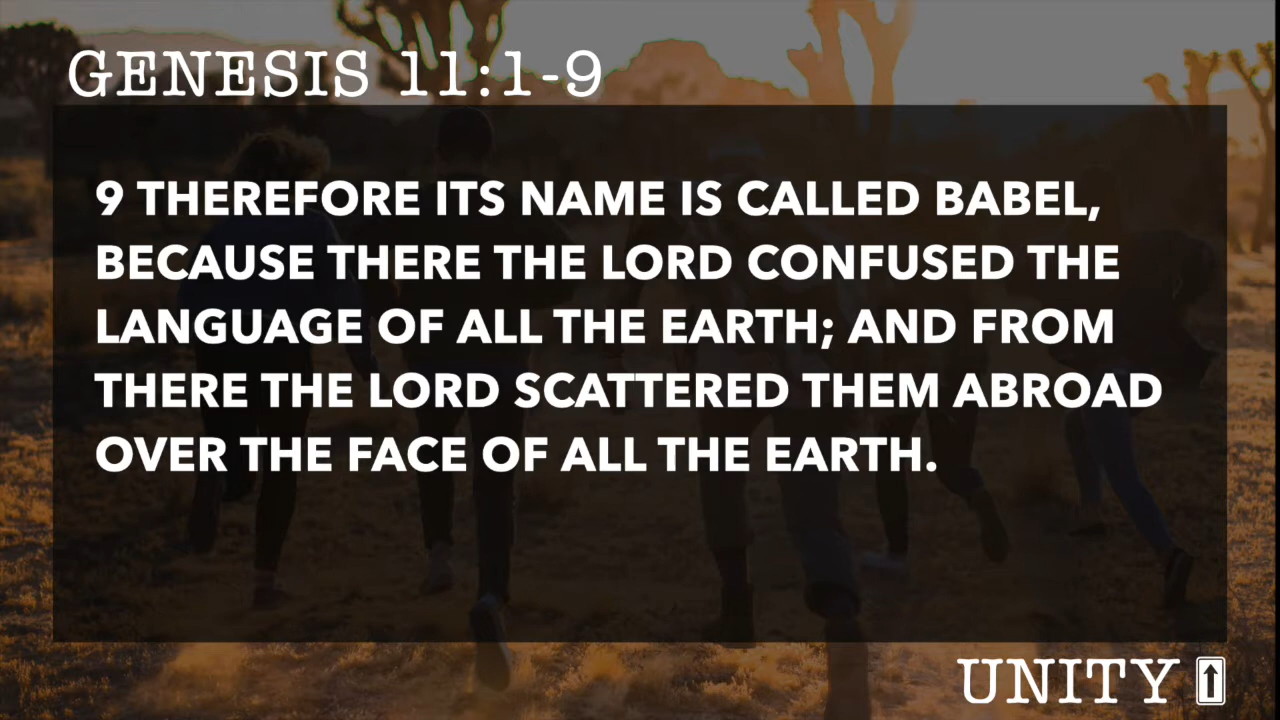 GENESIS 11:1-9
9 THEREFORE ITS NAME IS CALLED BABEL,
BECAUSE THERE THE LORD CONFUSED THE
LANGUAGE OF ALL THE EARTH; AND FROM
THERE THE LORD SCATTERED THEM ABROAD
OVER THE FACE OF ALL THE EARTH.
UNITY